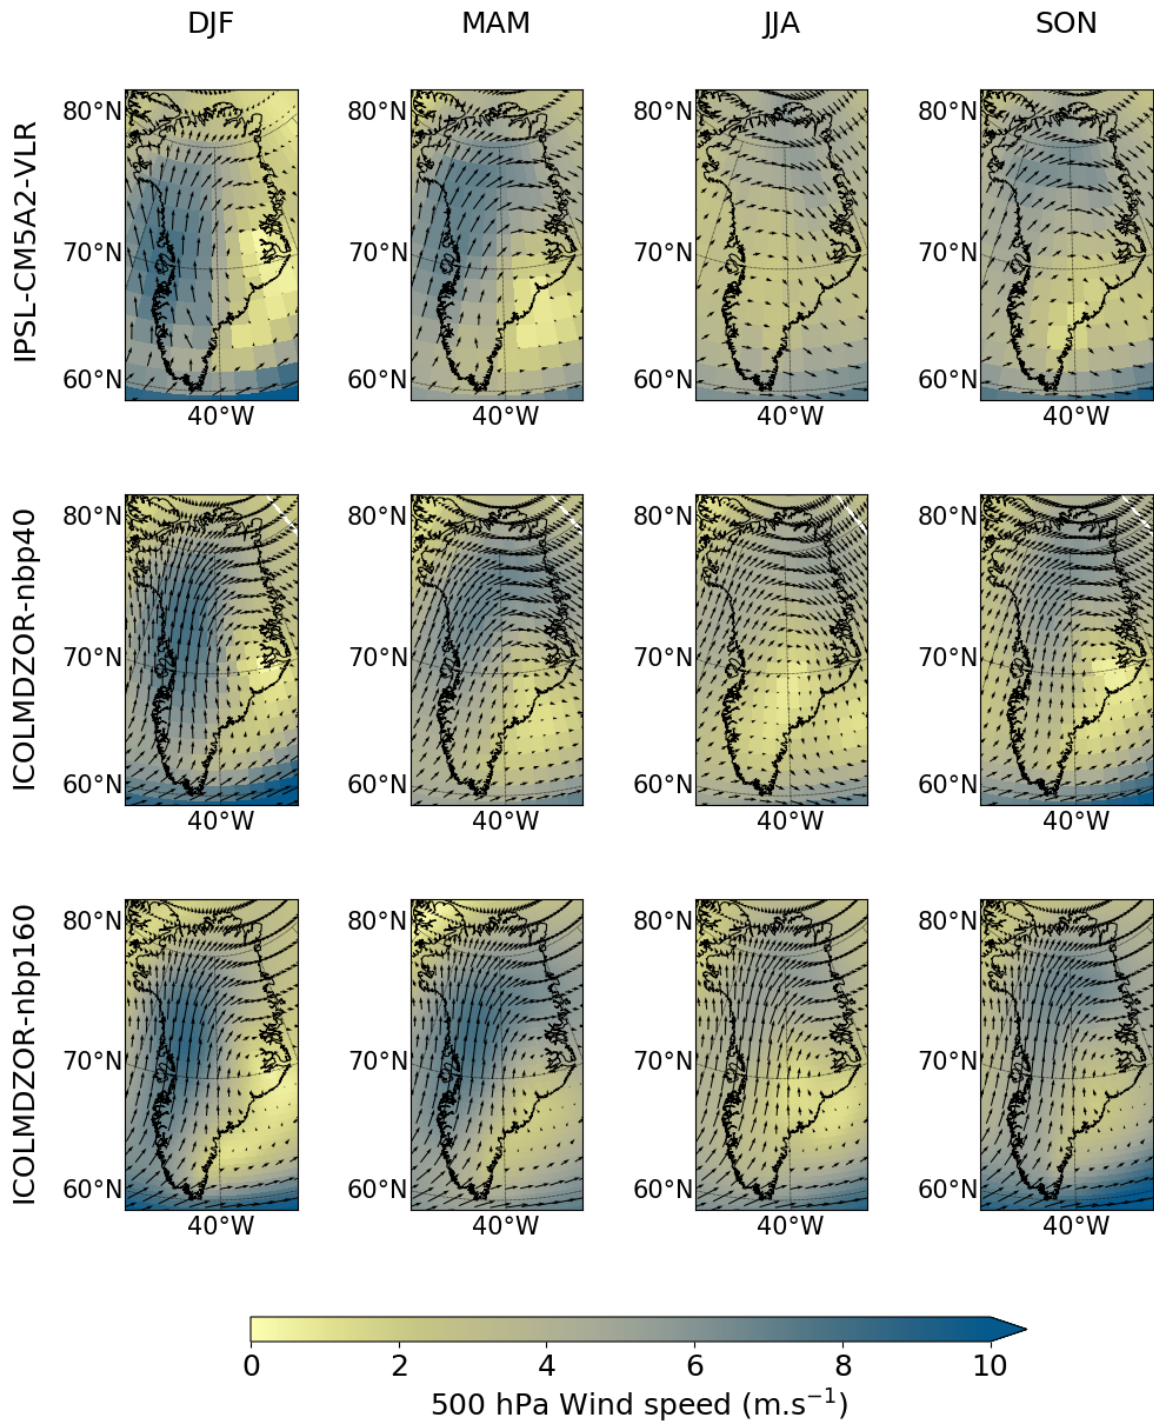 DJF MAM JJA SON
IPSL-CM5A2-VLR
80°N 80°N 80°N 80°N
70°N 70°N 70°N 70°N
60°N 60°N 60°N 60°N
40°W 40°W 40°W 40°W
ICOLMDZOR-nbp40
80°N 80°N 80°N 80°N
70°N 70°N 70°N 70°N
60°N 60°N 60°N 60°N
40°W 40°W 40°W 40°W
ICOLMDZOR-nbp160
80°N 80°N 80°N 80°N
70°N 70°N 70°N 70°N
60°N 60°N 60°N 60°N
40°W 40°W 40°W 40°W
0 2 4 6 8 10
500 hPa Wind speed (m.s⁻¹)